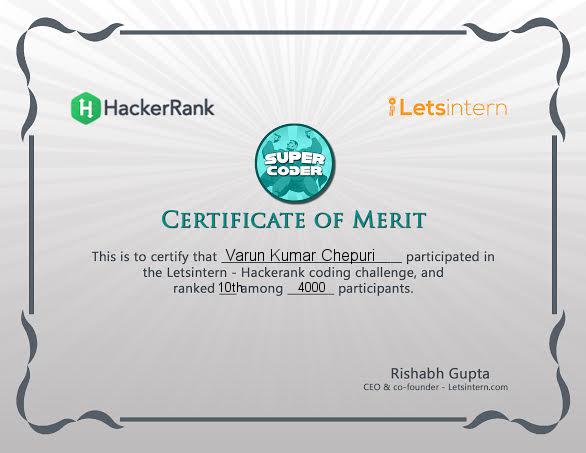 HackerRank
Letsintern
SUPER
CODER
CERTIFICATE OF MERIT
This is to certify that Varun Kumar Chepuri participated in
the Letsintern - Hackerank coding challenge, and
ranked 10th among 4000 participants.
Rishabh Gupta
CEO & co-founder - Letsintern.com